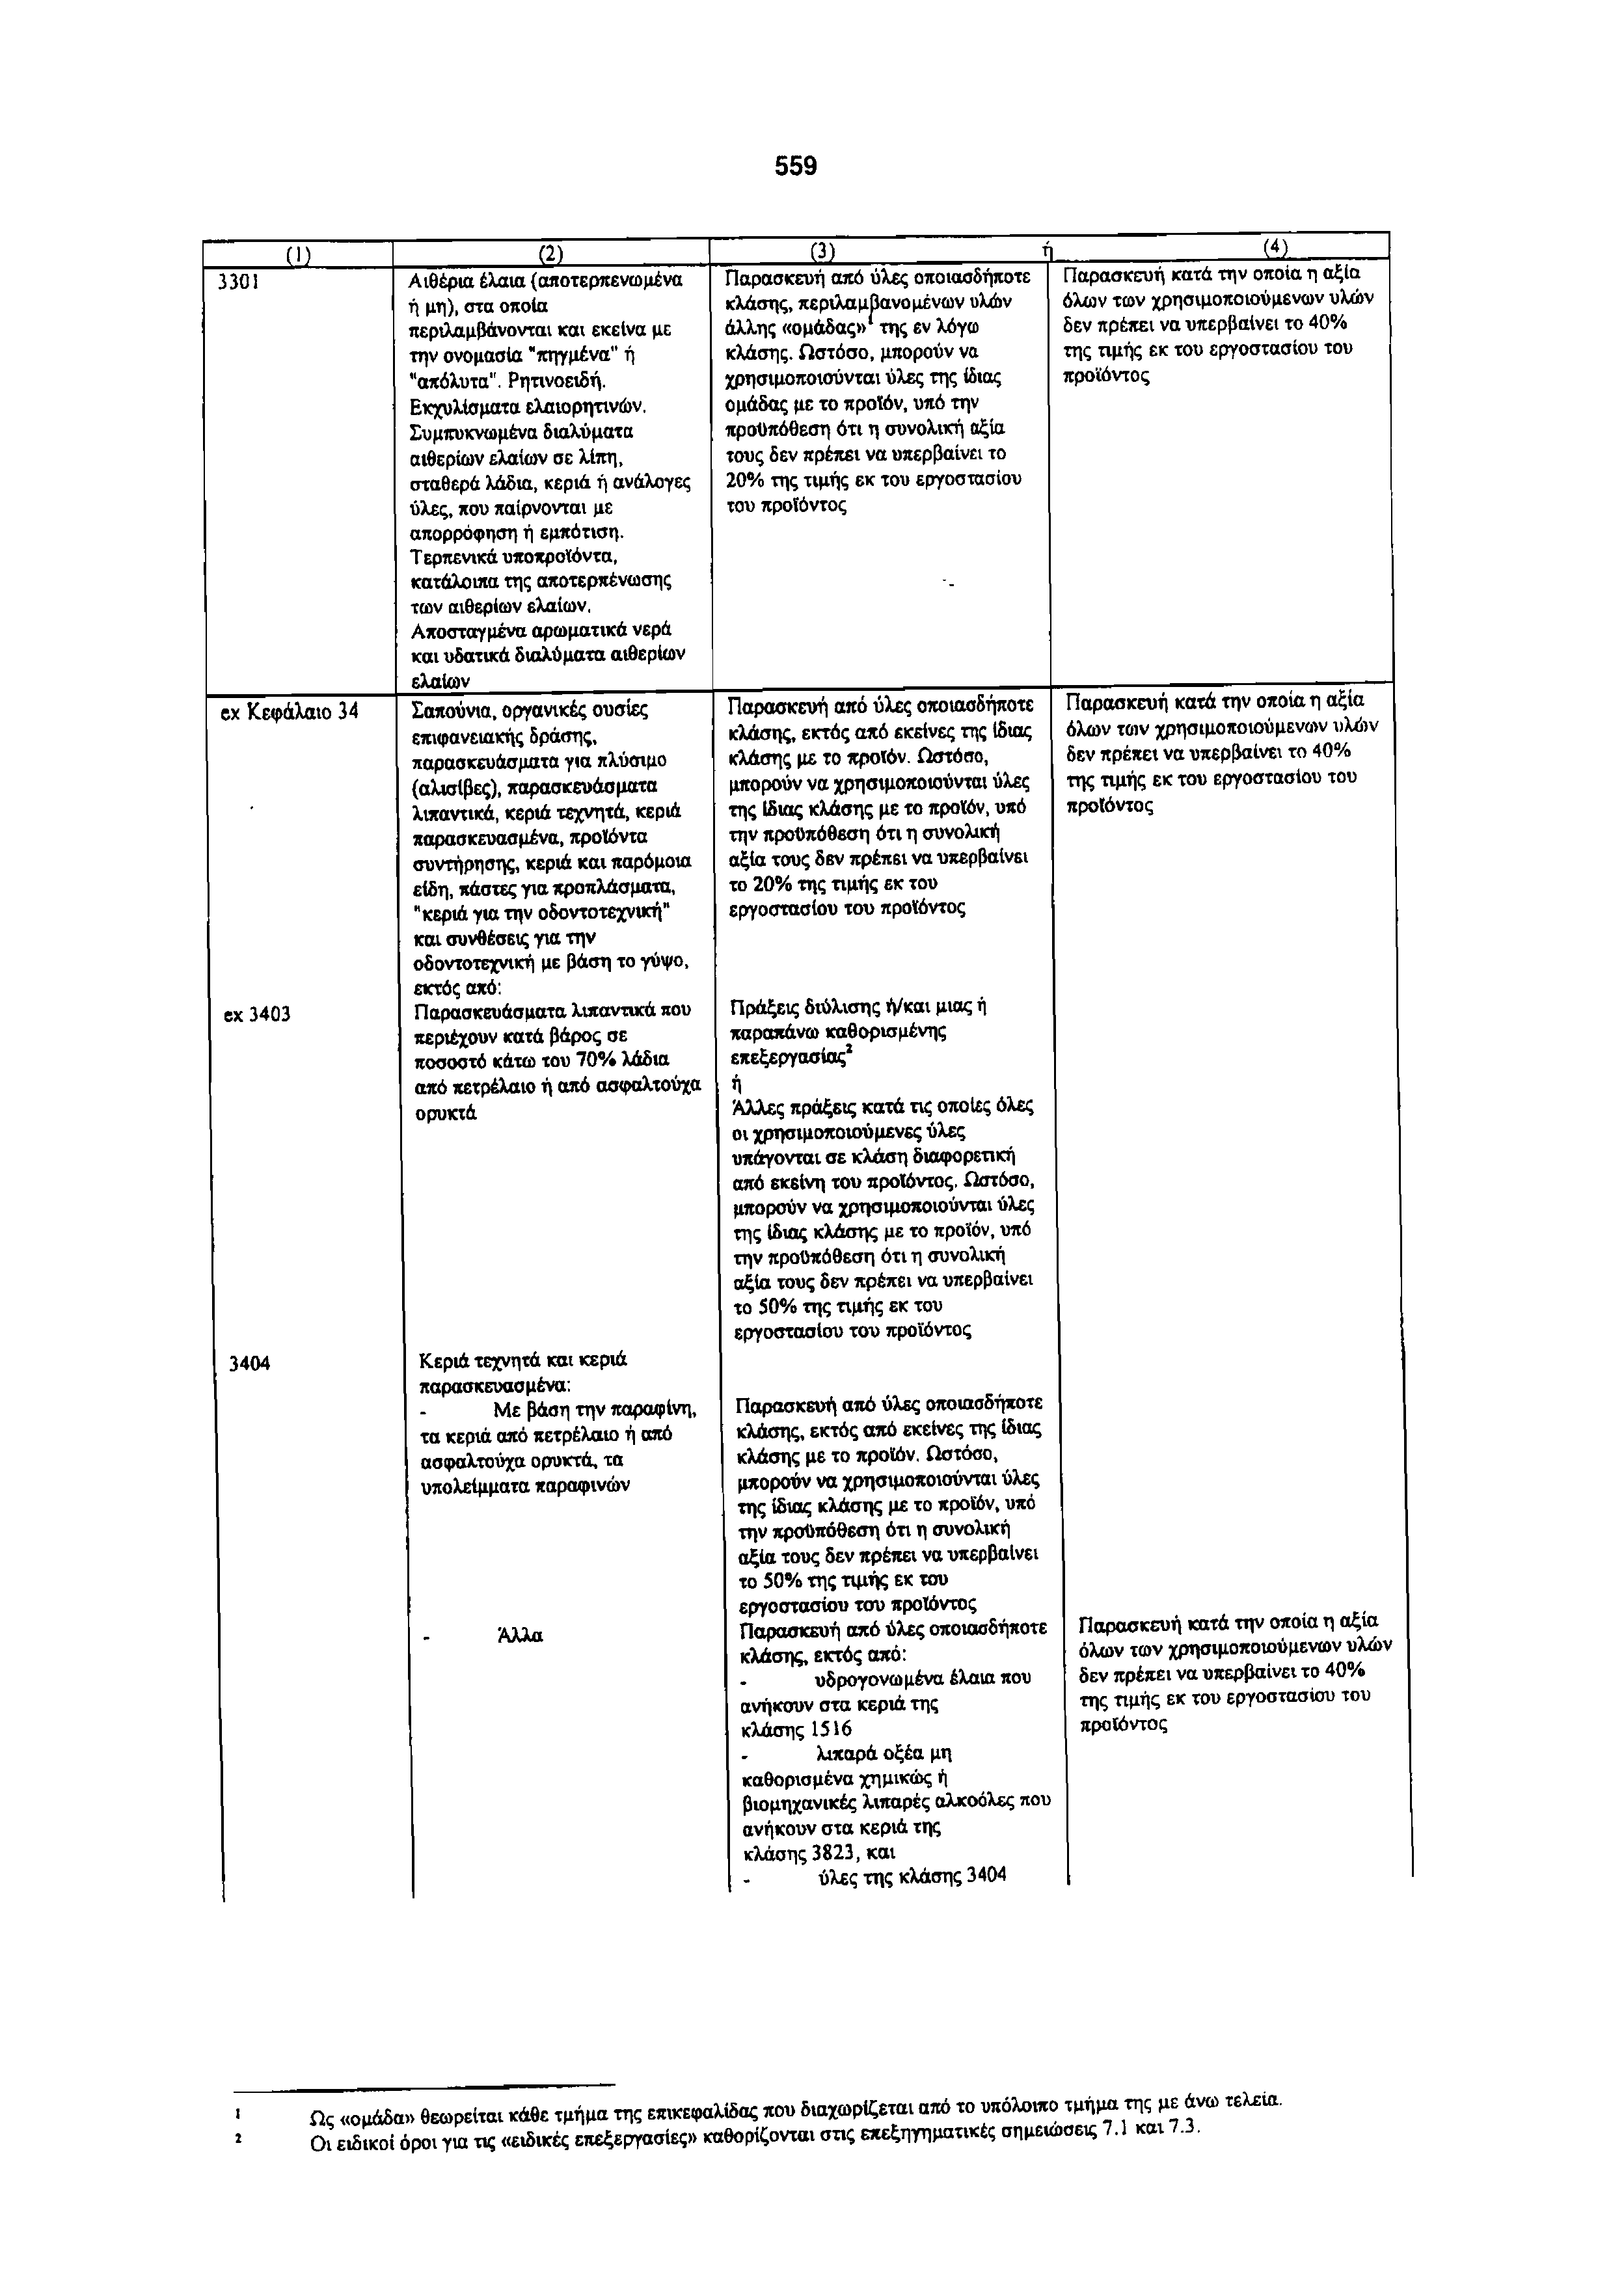 559
(1) (2) (3) ή (4)
3301
Αιθέρια έλαια (αποτερπενωμένα
ή μη), στα οποία
περιλαμβάνονται και εκείνα με
την ονομασία "πηγμένα" ή
"απόλυτα". Ρητινοειδή.
Εκχυλίσματα ελαιορητινών.
Συμπυκνωμένα διαλύματα
αιθερίων ελαίων σε λίπη,
σταθερά λάδια, κεριά ή ανάλογες
ύλες, που παίρνονται με
απορρόφηση ή εμπότιση.
Τερπενικά υποπροϊόντα,
κατάλοιπα της αποτερπένωσης
των αιθερίων ελαίων.
Αποσταγμένα αρωματικά νερά
και υδατικά διαλύματα αιθερίων
ελαίων
Παρασκευή από ύλες οποιασδήποτε
κλάσης, περιλαμβανομένων υλών
άλλης «ομάδας»1 της εν λόγω
κλάσης. Ωστόσο, μπορούν να
χρησιμοποιούνται ύλες της ίδιας
ομάδας με το προϊόν, υπό την
προϋπόθεση ότι η συνολική αξία
τους δεν πρέπει να υπερβαίνει το
20% της τιμής εκ του εργοστασίου
του προϊόντος
Παρασκευή κατά την οποία η αξία
όλων των χρησιμοποιούμενων υλών
δεν πρέπει να υπερβαίνει το 40%
της τιμής εκ του εργοστασίου του
προϊόντος
ex Κεφάλαιο 34
Σαπούνια, οργανικές ουσίες
επιφανειακής δράσης,
παρασκευάσματα για πλύσιμο
(αλισίβες), παρασκευάσματα
λιπαντικά, κεριά τεχνητά, κεριά
παρασκευασμένα, προϊόντα
συντήρησης, κεριά και παρόμοια
είδη, πάστες για προπλάσματα,
"κεριά για την οδοντοτεχνική"
και συνθέσεις για την
οδοντοτεχνική με βάση το γύψο,
εκτός από:
Παρασκευή από ύλες οποιασδήποτε
κλάσης, εκτός από εκείνες της ίδιας
κλάσης με το προϊόν. Ωστόσο,
μπορούν να χρησιμοποιούνται ύλες
της ίδιας κλάσης με το προϊόν, υπό
την προϋπόθεση ότι η συνολική
αξία τους δεν πρέπει να υπερβαίνει
το 20% της τιμής εκ του
εργοστασίου του προϊόντος
Παρασκευή κατά την οποία η αξία
όλων των χρησιμοποιούμενων υλών
δεν πρέπει να υπερβαίνει το 40%
της τιμής εκ του εργοστασίου του
προϊόντος
ex 3403
Παρασκευάσματα λιπαντικά που
περιέχουν κατά βάρος σε
ποσοστό κάτω του 70% λάδια
από πετρέλαιο ή από ασφαλτούχα
ορυκτά
Πράξεις διύλισης ή/και μιας ή
παραπάνω καθορισμένης
επεξεργασίας2
ή
Άλλες πράξεις κατά τις οποίες όλες
οι χρησιμοποιούμενες ύλες
υπάγονται σε κλάση διαφορετική
από εκείνη του προϊόντος. Ωστόσο,
μπορούν να χρησιμοποιούνται ύλες
της ίδιας κλάσης με το προϊόν, υπό
την προϋπόθεση ότι η συνολική
αξία τους δεν πρέπει να υπερβαίνει
το 50% της τιμής εκ του
εργοστασίου του προϊόντος
3404
Κεριά τεχνητά και κεριά
παρασκευασμένα:
- Με βάση την παραφίνη,
τα κεριά από πετρέλαιο ή από
ασφαλτούχα ορυκτά, τα
υπολείμματα παραφινών
Παρασκευή από ύλες οποιασδήποτε
κλάσης, εκτός από εκείνες της ίδιας
κλάσης με το προϊόν. Ωστόσο,
μπορούν να χρησιμοποιούνται ύλες
της ίδιας κλάσης με το προϊόν, υπό
την προϋπόθεση ότι η συνολική
αξία τους δεν πρέπει να υπερβαίνει
το 50% της τιμής εκ του
εργοστασίου του προϊόντος
- Άλλα
Παρασκευή από ύλες οποιασδήποτε
κλάσης, εκτός από:
- υδρογονωμένα έλαια που
ανήκουν στα κεριά της
κλάσης 1516
- λιπαρά οξέα μη
καθορισμένα χημικώς ή
βιομηχανικές λιπαρές αλκοόλες που
ανήκουν στα κεριά της
κλάσης 3823, και
- ύλες της κλάσης 3404
Παρασκευή κατά την οποία η αξία
όλων των χρησιμοποιούμενων υλών
δεν πρέπει να υπερβαίνει το 40%
της τιμής εκ του εργοστασίου του
προϊόντος
1 Ως «ομάδα» θεωρείται κάθε τμήμα της επικεφαλίδας που διαχωρίζεται από το υπόλοιπο τμήμα της με άνω τελεία.
2 Οι ειδικοί όροι για τις «ειδικές επεξεργασίες» καθορίζονται στις επεξηγηματικές σημειώσεις 7.1 και 7.3.